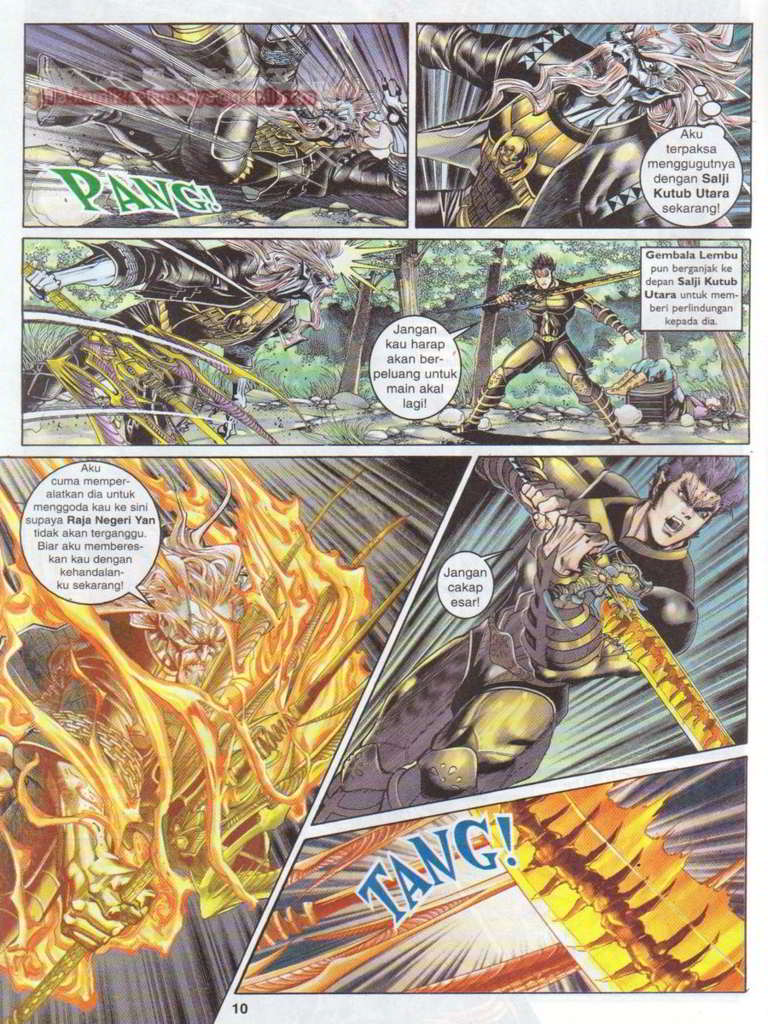 PANG!
Aku
terpaksa
menggugutnya
dengan Salji
Kutub Utara
sekarang!
Gembala Lembu
pun berganjak ke
depan Salji Kutub
Utara untuk mem-
beri perlindungan
kepada dia.
Jangan
kau harap
akan ber-
peluang untuk
main akal
lagi!
Aku
cuma memper-
alatkan dia untuk
menggoda kau ke sini
supaya Raja Negeri Yan
tidak akan terganggu.
Biar aku memberes-
kan kau dengan
kehandalan-
ku sekarang!
Jangan
cakap
esar!
TANG!
10